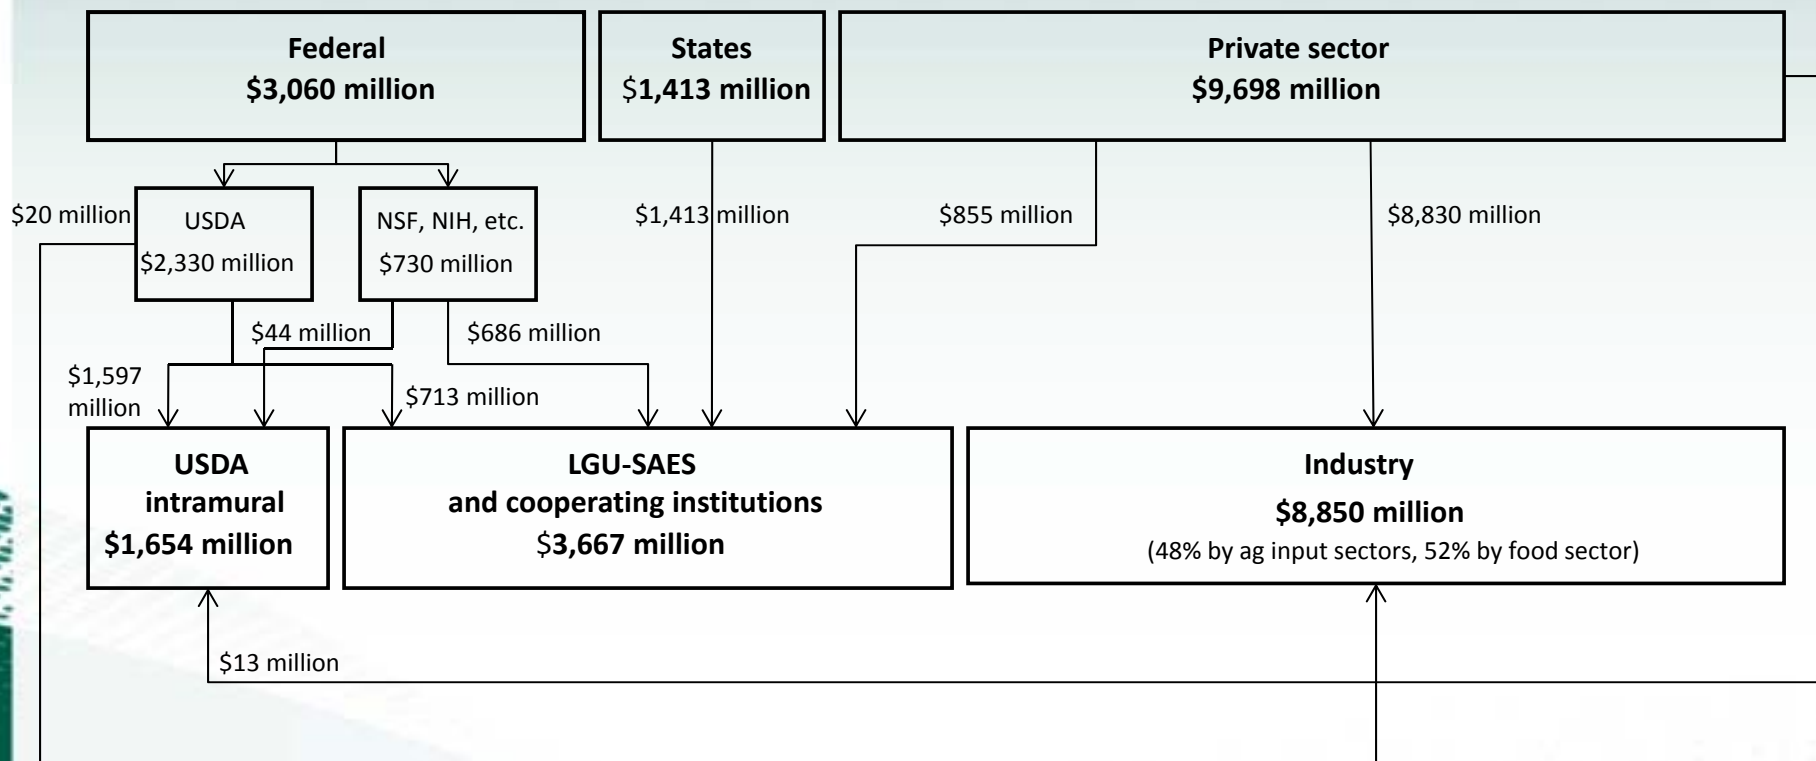 Federal
$3,060 million
States
$1,413 million
Private sector
$9,698 million
$20 million
USDA
$2,330 million
NSF, NIH, etc.
$730 million
$1,413 million
$855 million
$8,830 million
$44 million
$686 million
$1,597
million
$713 million
USDA
intramural
$1,654 million
LGU-SAES
and cooperating institutions
$3,667 million
Industry
$8,850 million
(48% by ag input sectors, 52% by food sector)
$13 million